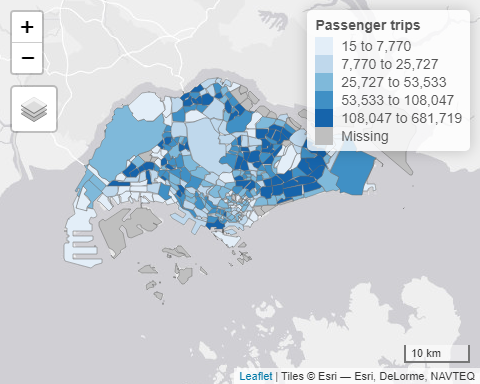 +
−
Passenger trips
15 to 7,770
7,770 to 25,727
25,727 to 53,533
53,533 to 108,047
108,047 to 681,719
Missing
10 km
Leaflet | Tiles © Esri — Esri, DeLorme, NAVTEQ